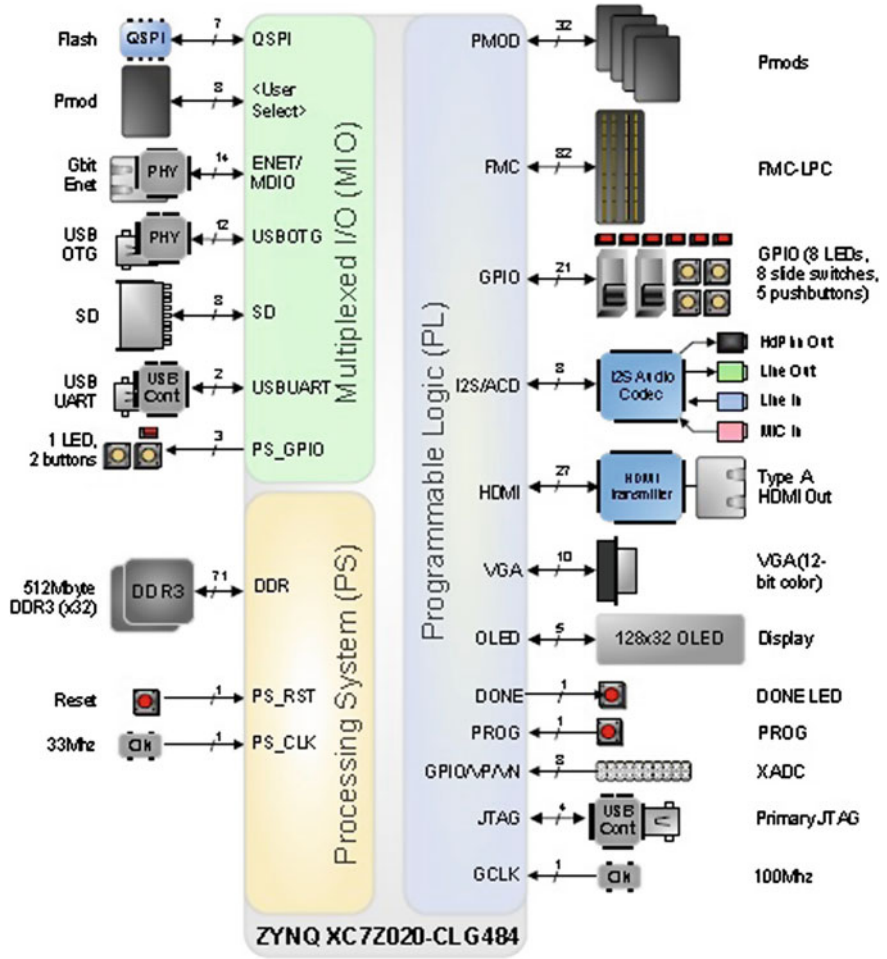 Flash
QSPI
7
QSPI
Pmod
8
<User
Select>
Gbit
Enet
PHY
14
ENET/
MDIO
USB
OTG
PHY
12
USBOTG
SD
8
SD
USB
UART
USB
Cont
2
USBUART
1 LED,
2 buttons
3
PS_GPIO
Multiplexed I/O (MIO)
512Mbyte
DDR3 (x32)
DDR3
71
DDR
Reset
1
PS_RST
33Mhz
Clk
1
PS_CLK
Processing System (PS)
Programmable Logic (PL)
PMOD
32
Pmods
FMC
82
FMC-LPC
GPIO
21
GPIO (8 LEDs,
8 slide switches,
5 pushbuttons)
I2S/ACD
8
I2S Audio
Codec
HdPhn Out
Line Out
Line In
MIC In
HDMI
27
HDMI
Transmiller
Type A
HDMI Out
VGA
10
VGA(12-
bit color)
OLED
5
128x32 OLED
Display
DONE
1
DONE LED
PROG
1
PROG
GPIO/VP/VN
8
XADC
JTAG
4
USB
Cont
Primary JTAG
GCLK
1
Clk
100Mhz
ZYNQ XC7Z020-CLG484